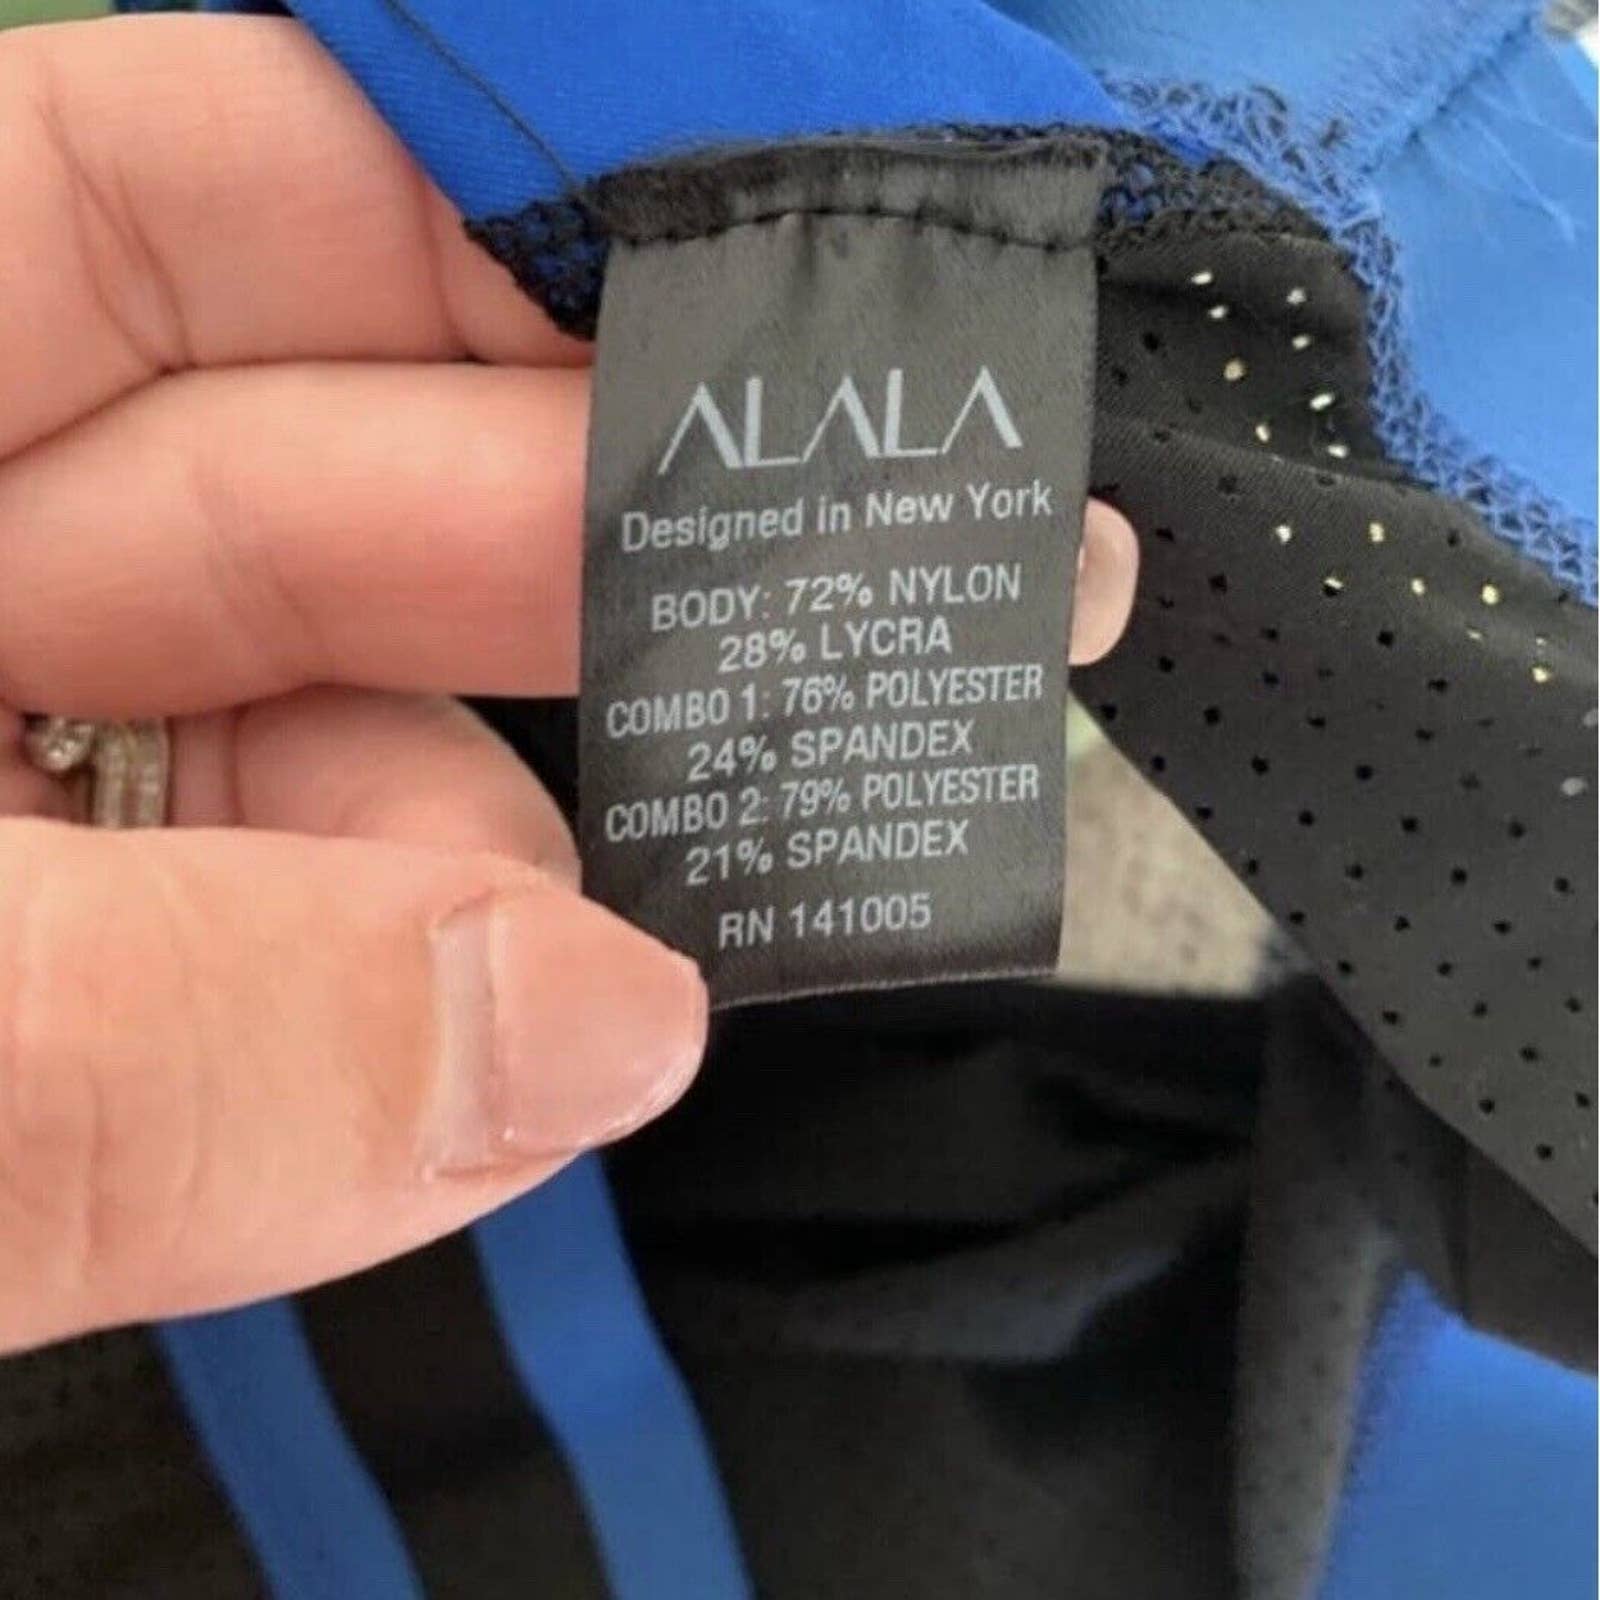 ALALA
Designed in New York
BODY: 72% NYLON
28% LYCRA
COMBO 1: 76% POLYESTER
24% SPANDEX
COMBO 2: 79% POLYESTER
21% SPANDEX
RN 141005